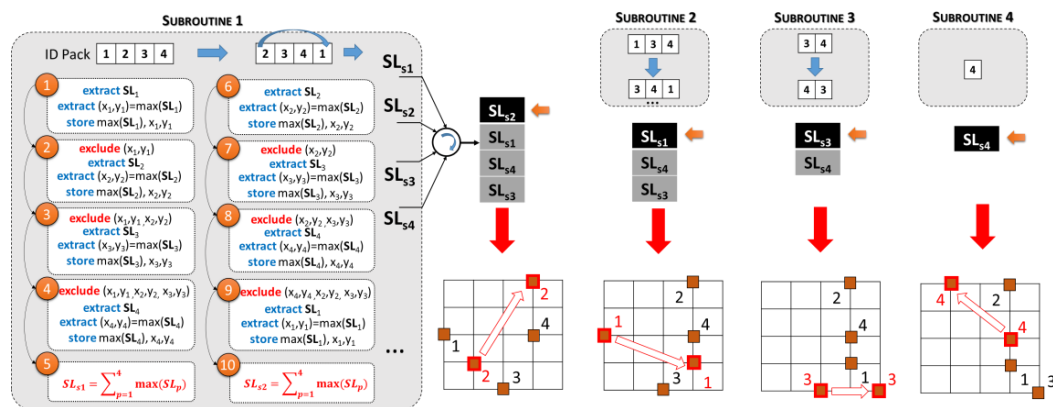 SUBROUTINE 1
ID Pack 1 2 3 4
2 3 4 1
1
extract SL1
extract (x1,y1)=max(SL1)
store max(SL1), x1,y1
2
exclude (x1,y1)
extract SL2
extract (x2,y2)=max(SL2)
store max(SL2), x2,y2
3
exclude (x1,y1, x2,y2)
extract SL3
extract (x3,y3)=max(SL3)
store max(SL3), x3,y3
4
exclude (x1,y1, x2,y2, x3,y3)
extract SL4
extract (x4,y4)=max(SL4)
store max(SL4), x4,y4
5
SLs1 = ∑4p=1 max(SLp)
6
extract SL2
extract (x2,y2)=max(SL2)
store max(SL2), x2,y2
7
exclude (x2,y2)
extract SL3
extract (x3,y3)=max(SL3)
store max(SL3), x3,y3
8
exclude (x2,y2, x3,y3)
extract SL4
extract (x4,y4)=max(SL4)
store max(SL4), x4,y4
9
exclude (x4,y4, x2,y2, x3,y3)
extract SL1
extract (x1,y1)=max(SL1)
store max(SL1), x1,y1
10
SLs2 = ∑4p=1 max(SLp)
SLs1
SLs2
SLs3
SLs4
...
SLs2
SLs1
SLs4
SLs3
2
4
1
2
3
SUBROUTINE 2
1 3 4
3 4 1
...
SLs1
SLs4
SLs3
2
1
4
3
1
SUBROUTINE 3
3 4
4 3
SLs3
SLs4
2
4
1
3
3
SUBROUTINE 4
4
SLs4
4
2
4
1
3